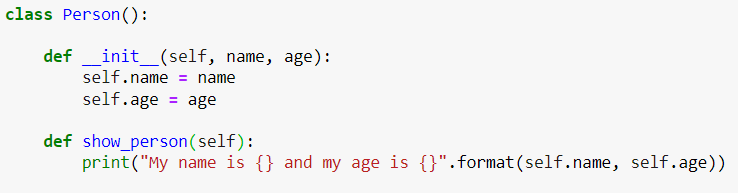 class Person():
def __init__(self, name, age):
self.name = name
self.age = age
def show_person(self):
print("My name is {} and my age is {}".format(self.name, self.age))